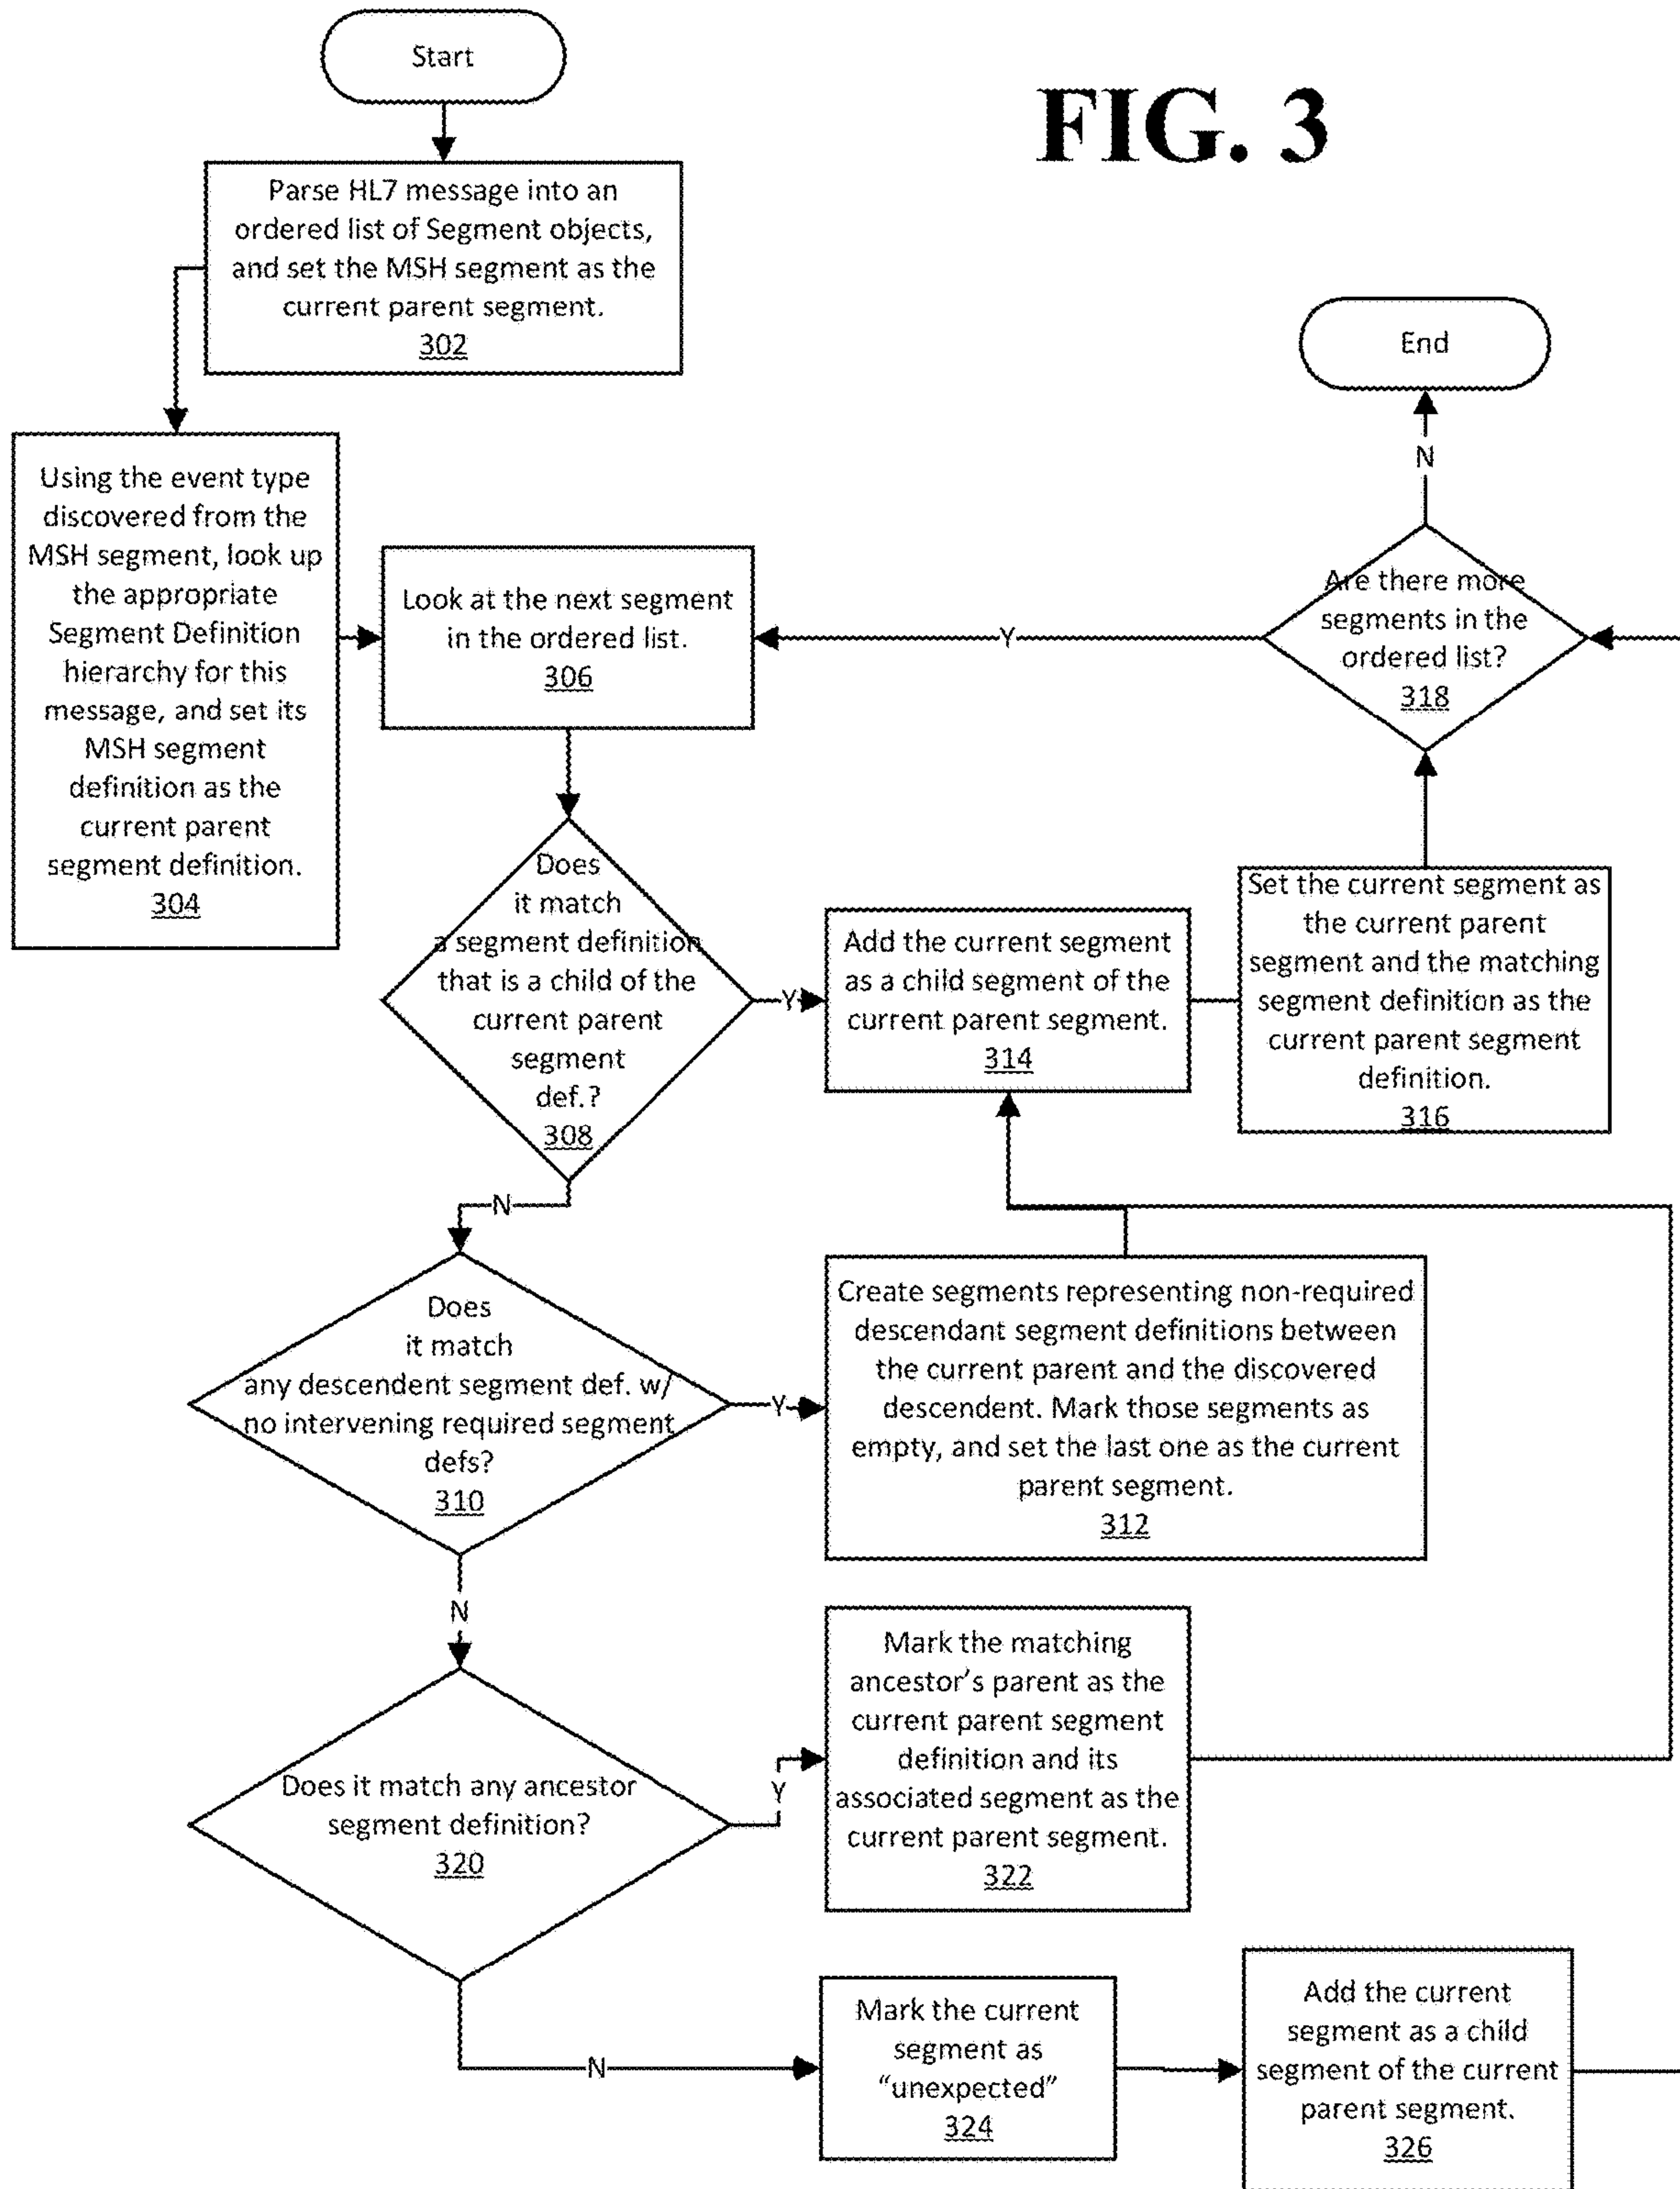 Start
FIG. 3
Parse HL7 message into an
ordered list of Segment objects,
and set the MSH segment as the
current parent segment.
302
End
N
Using the event type
discovered from the
MSH segment, look up
the appropriate
Segment Definition
hierarchy for this
message, and set its
MSH segment
definition as the
current parent
segment definition.
304
Look at the next segment
in the ordered list.
306
Y
Are there more
segments in the
ordered list?
318
Does
it match
a segment definition
that is a child of the
current parent
segment
def.?
308
Y
Add the current segment
as a child segment of the
current parent segment.
314
Set the current segment as
the current parent
segment and the matching
segment definition as the
current parent segment
definition.
316
N
Does
it match
any descendent segment def. w/
no intervening required segment
defs?
310
Y
Create segments representing non-required
descendant segment definitions between
the current parent and the discovered
descendent. Mark those segments as
empty, and set the last one as the current
parent segment.
312
N
Does it match any ancestor
segment definition?
320
Y
Mark the matching
ancestor's parent as the
current parent segment
definition and its
associated segment as the
current parent segment.
322
N
Mark the current
segment as
"unexpected"
324
Add the current
segment as a child
segment of the current
parent segment.
326